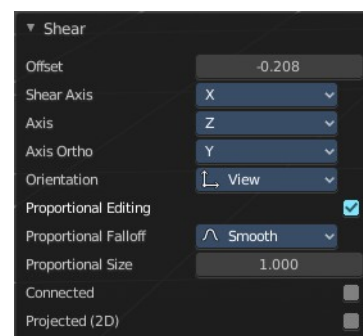 Shear
Offset -0.208
Shear Axis X
Axis Z
Axis Ortho Y
Orientation View
Proportional Editing
Proportional Falloff Smooth
Proportional Size 1.000
Connected
Projected (2D)